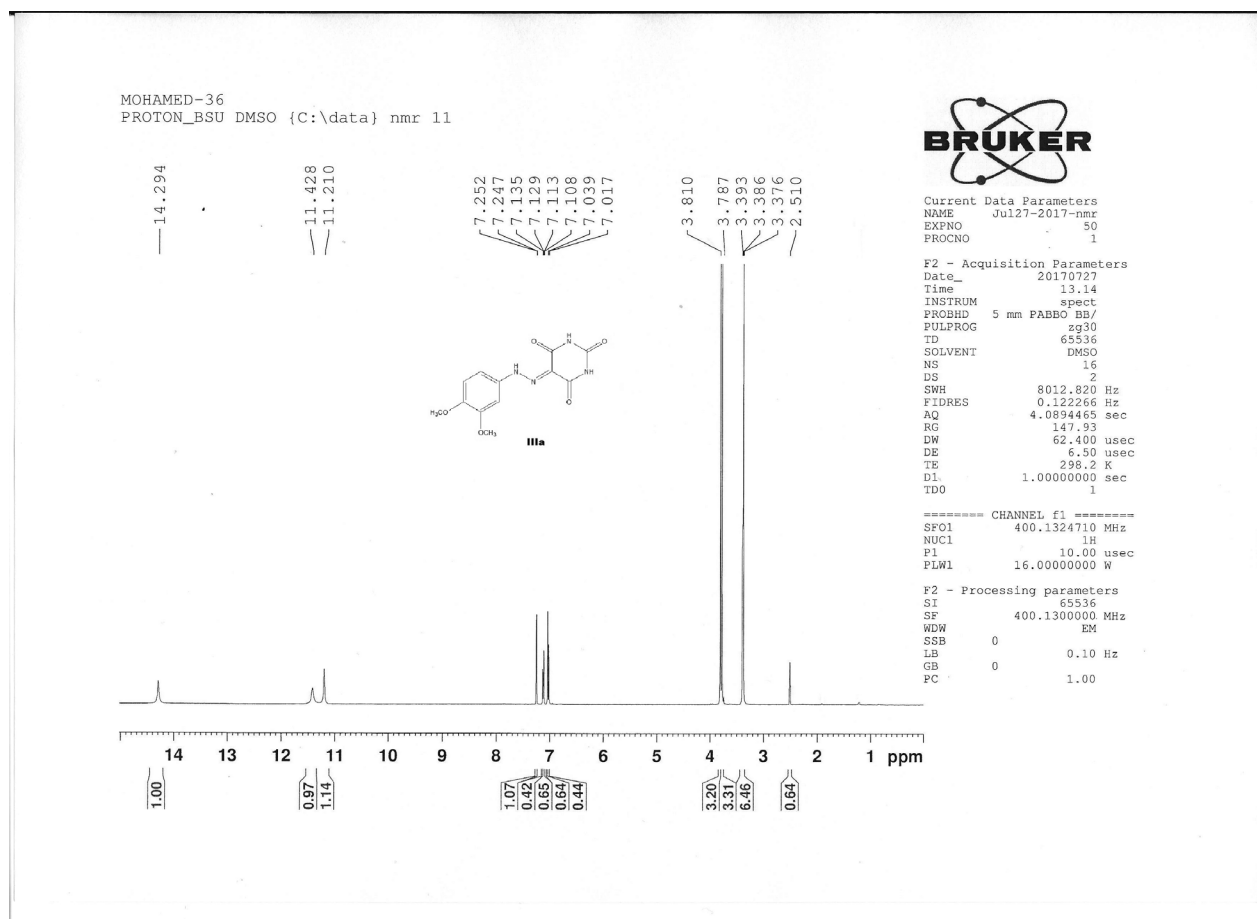 MOHAMED-36
PROTON_BSU DMSO {C:\data} nmr 11
14.294
11.428
11.210
7.252
7.247
7.135
7.129
7.113
7.108
7.039
7.017
3.810
3.787
3.393
3.386
3.376
2.510
BRUKER
Current Data Parameters
NAME Jul27-2017-nmr
EXPNO 50
PROCNO 1
F2 - Acquisition Parameters
Date_ 20170727
Time 13.14
INSTRUM spect
PROBHD 5 mm PABBO BB/
PULPROG zg30
TD 65536
SOLVENT DMSO
NS 16
DS 2
SWH 8012.820 Hz
FIDRES 0.122266 Hz
AQ 4.0894465 sec
RG 147.93
DW 62.400 usec
DE 6.50 usec
TE 298.2 K
D1 1.00000000 sec
TD0 1
======== CHANNEL f1 ========
SFO1 400.1324710 MHz
NUC1 1H
P1 10.00 usec
PLW1 16.00000000 W
F2 - Processing parameters
SI 65536
SF 400.1300000 MHz
WDW EM
SSB 0
LB 0.10 Hz
GB 0
PC 1.00
H
O
O
NH
O
H
N
N
N
H₃CO
OCH₃
IIIa
14 13 12 11 10 9 8 7 6 5 4 3 2 1 ppm
1.00
0.97
1.14
1.07
0.42
0.65
0.64
0.44
3.20
3.31
6.46
0.64